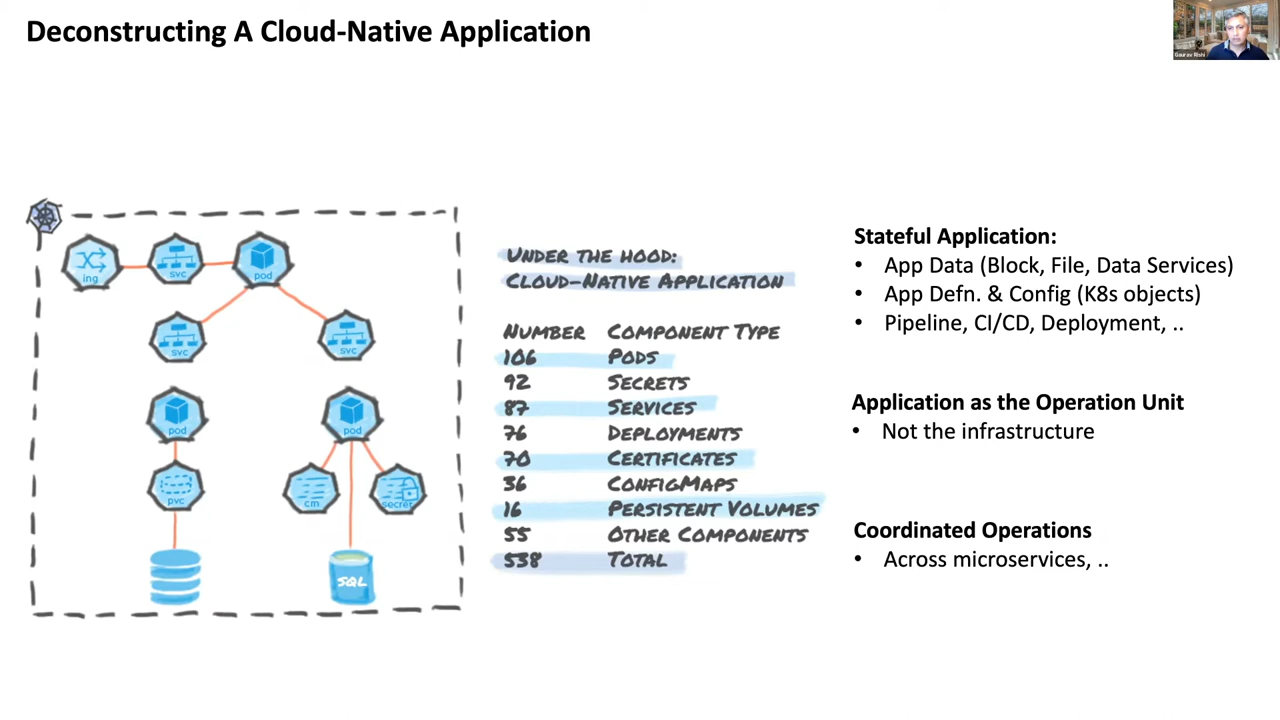 Deconstructing A Cloud-Native Application
Gaurav Rishi
ing
svc
pod
svc
svc
pod
pod
pvc
cm
secret
SQL
Under the hood:
Cloud-Native Application
Number Component Type
106 Pods
92 Secrets
87 Services
76 Deployments
70 Certificates
36 ConfigMaps
16 Persistent Volumes
55 Other Components
538 Total
Stateful Application:
• App Data (Block, File, Data Services)
• App Defn. & Config (K8s objects)
• Pipeline, CI/CD, Deployment, ..
Application as the Operation Unit
• Not the infrastructure
Coordinated Operations
• Across microservices, ..